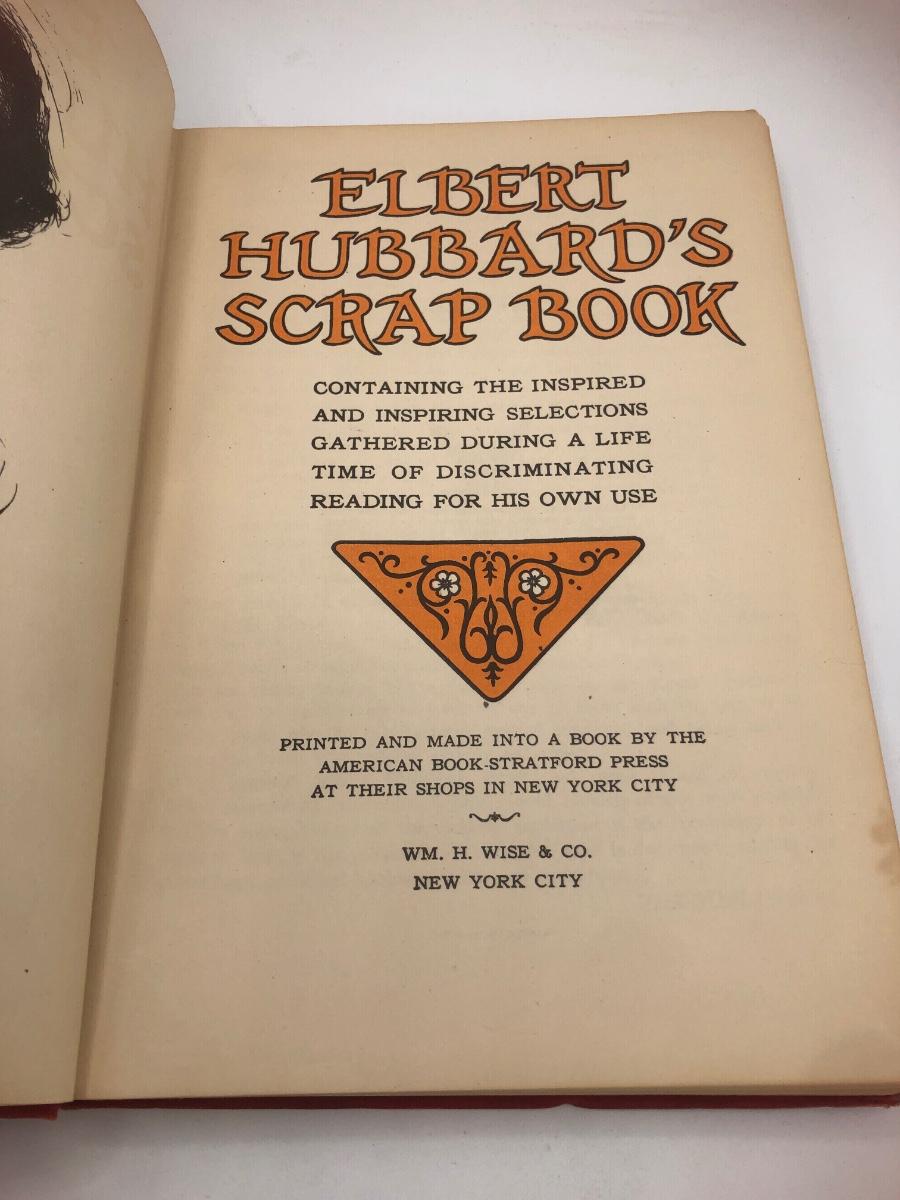 ELBERT
HUBBARD'S
SCRAP BOOK
CONTAINING THE INSPIRED
AND INSPIRING SELECTIONS
GATHERED DURING A LIFE
TIME OF DISCRIMINATING
READING FOR HIS OWN USE
PRINTED AND MADE INTO A BOOK BY THE
AMERICAN BOOK-STRATFORD PRESS
AT THEIR SHOPS IN NEW YORK CITY
WM. H. WISE & CO.
NEW YORK CITY